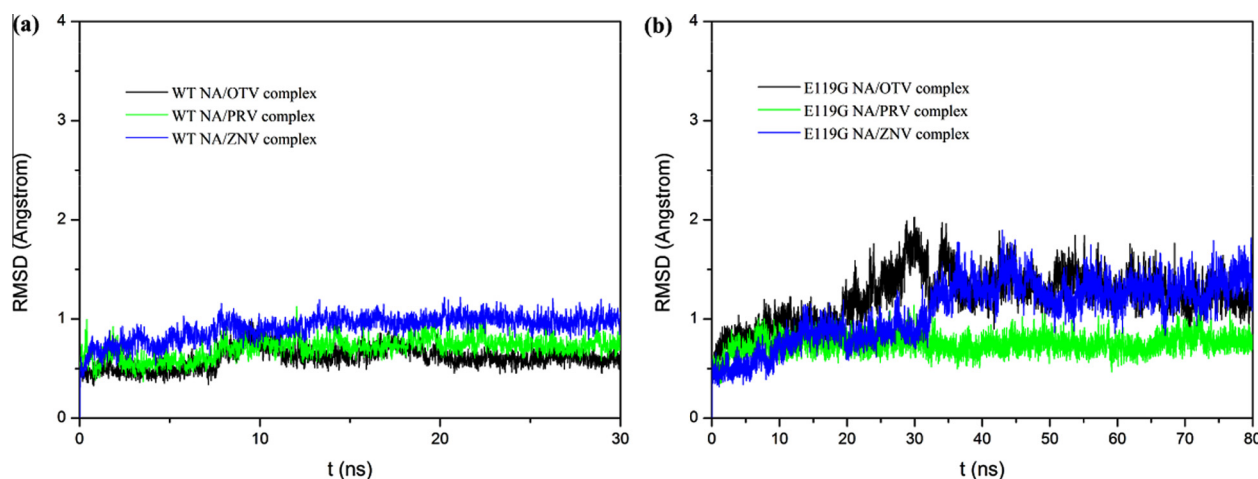 (a)
4
3
2
1
0
RMSD (Angstrom)
WT NA/OTV complex
WT NA/PRV complex
WT NA/ZNV complex
0 10 20 30
t (ns)
(b)
4
3
2
1
0
RMSD (Angstrom)
E119G NA/OTV complex
E119G NA/PRV complex
E119G NA/ZNV complex
0 10 20 30 40 50 60 70 80
t (ns)